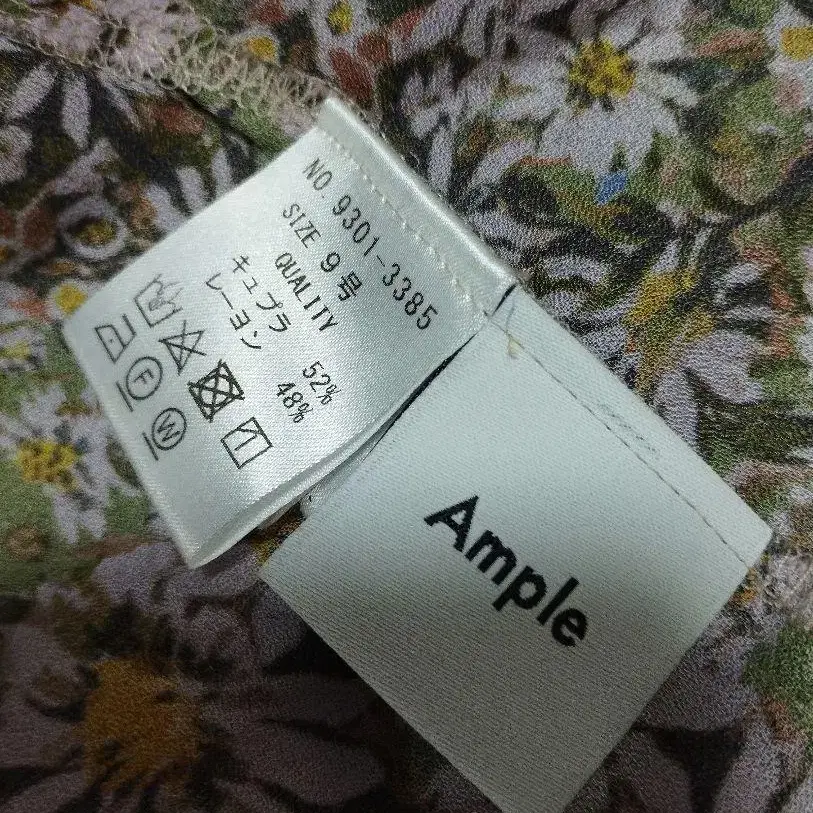 NO. 9301-3385
SIZE 9号
QUALITY
キュプラ 52%
レーヨン 48%
F
W
Ample